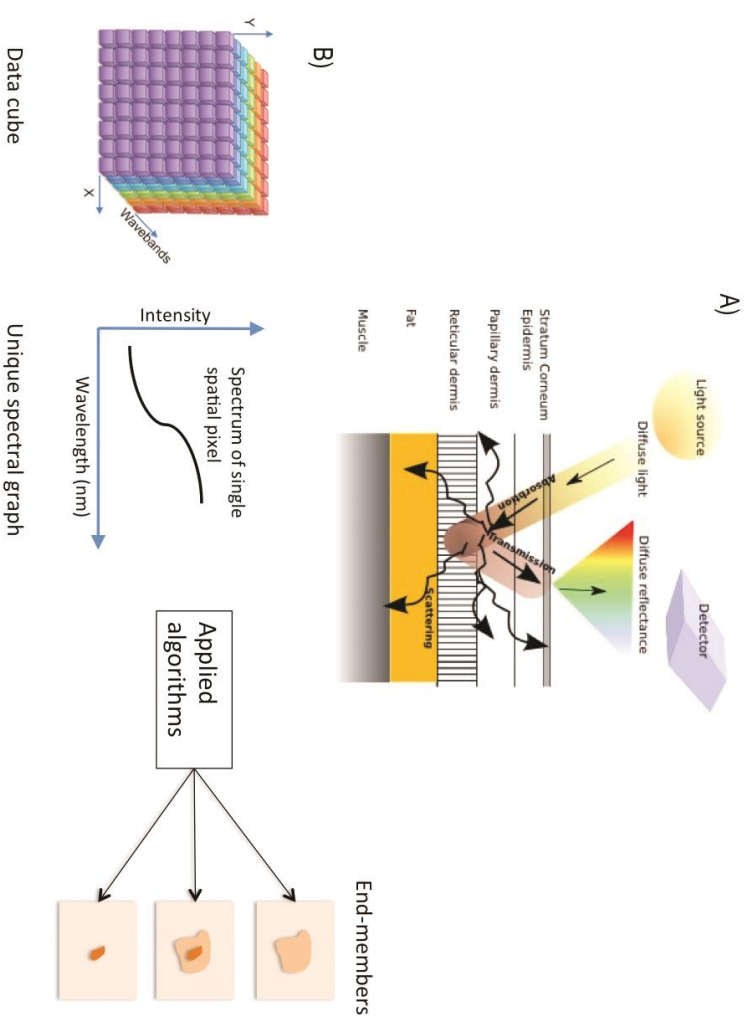 A)
Light source
Diffuse light
Diffuse reflectance
Detector
Stratum Corneum
Epidermis
Papillary dermis
Reticular dermis
Fat
Muscle
Absorbtion
Transmission
Scattering
B)
Y
X
Wavebands
Data cube
Intensity
Spectrum of single
spatial pixel
Wavelength (nm)
Unique spectral graph
Applied
algorithms
End-members